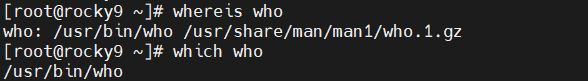 [root@rocky9 ~]# whereis who
who: /usr/bin/who /usr/share/man/man1/who.1.gz
[root@rocky9 ~]# which who
/usr/bin/who